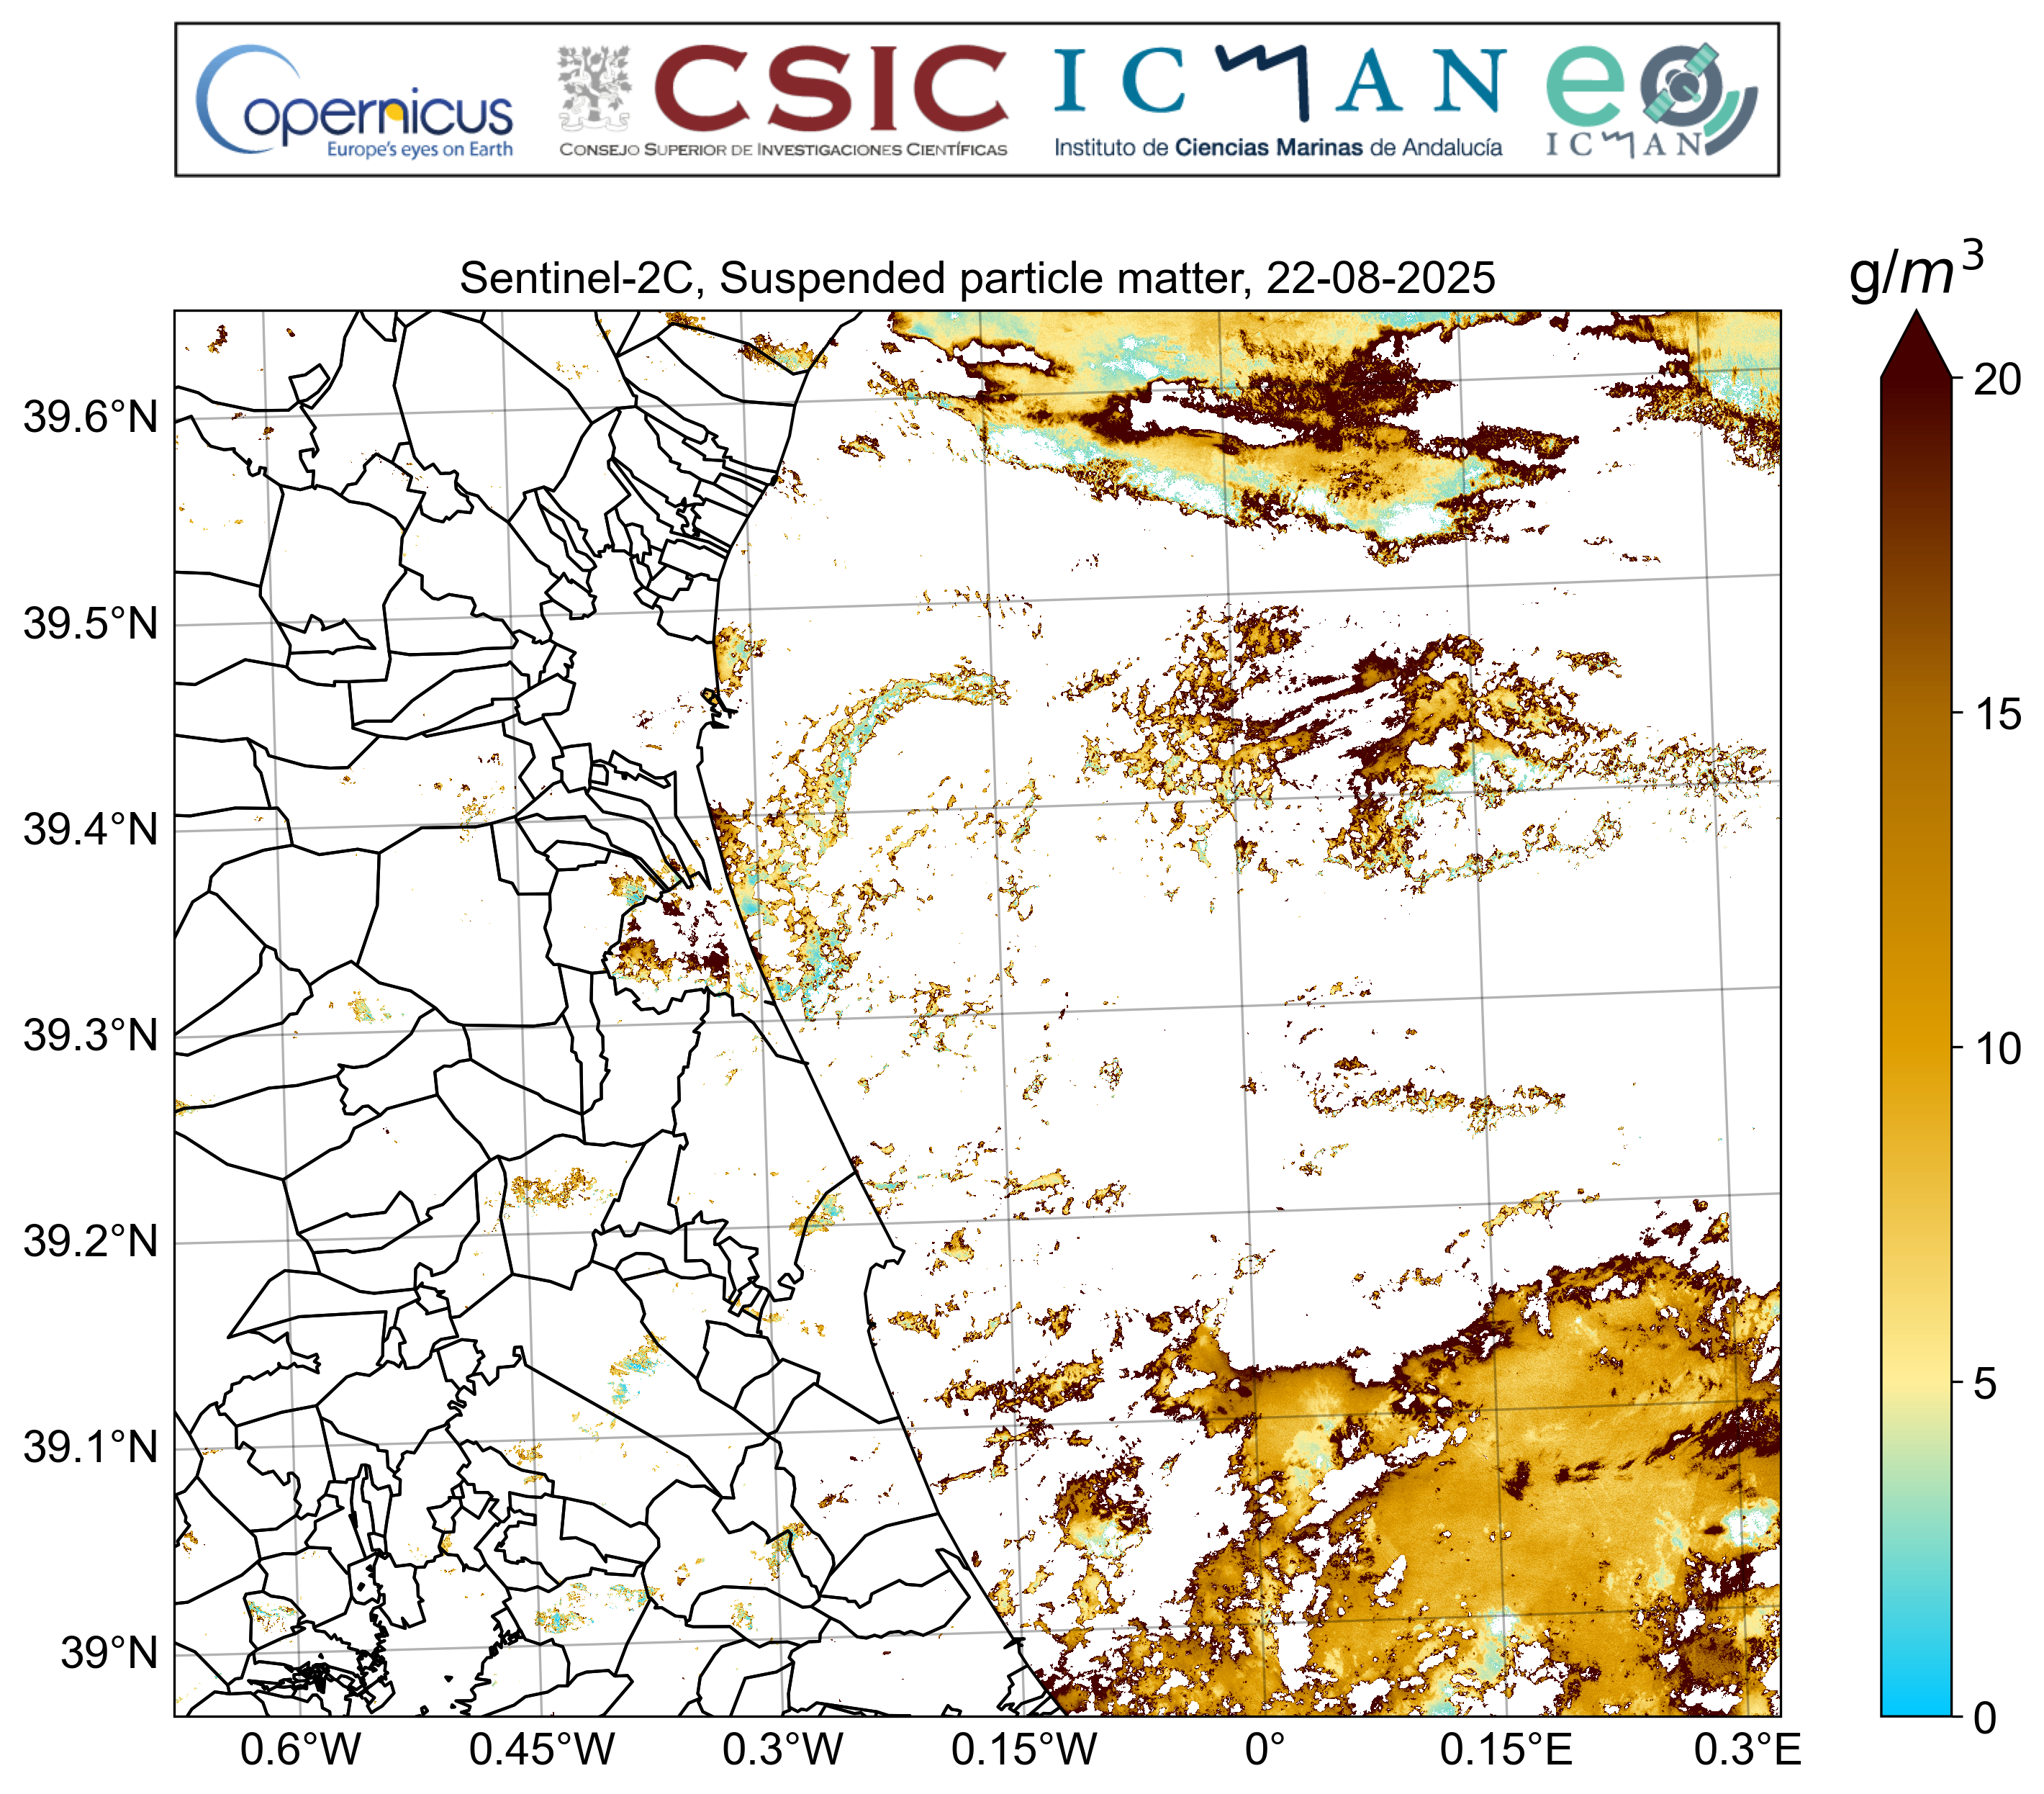 Copernicus
Europe's eyes on Earth
CSIC
CONSEJO SUPERIOR DE INVESTIGACIONES CIENTÍFICAS
ICMAN
Instituto de Ciencias Marinas de Andalucía
eo
ICMAN
Sentinel-2C, Suspended particle matter, 22-08-2025
g/m³
39.6°N
39.5°N
39.4°N
39.3°N
39.2°N
39.1°N
39°N
0.6°W 0.45°W 0.3°W 0.15°W 0° 0.15°E 0.3°E
20
15
10
5
0